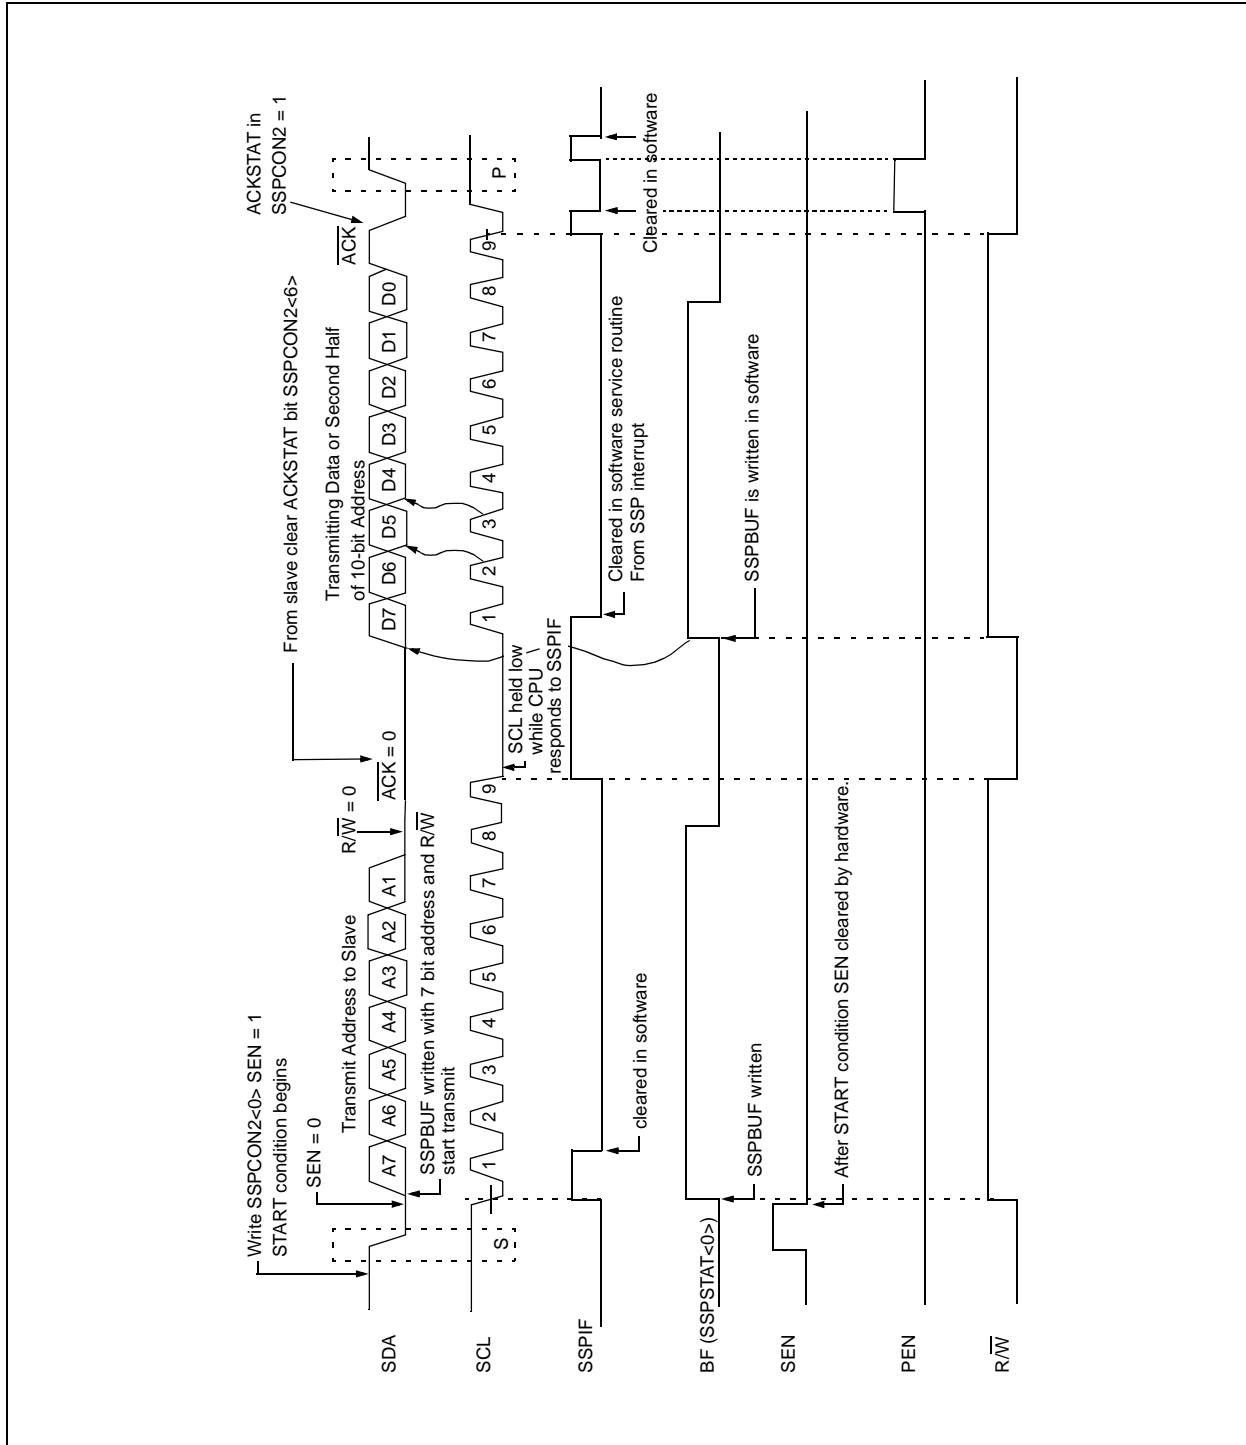 Write SSPCON2<0> SEN = 1
START condition begins
SEN = 0
Transmit Address to Slave
R/W = 0
From slave clear ACKSTAT bit SSPCON2<6>
ACK = 0
Transmitting Data or Second Half
of 10-bit Address
ACKSTAT in
SSPCON2 = 1
ACK
SDA
A7 A6 A5 A4 A3 A2 A1
D7 D6 D5 D4 D3 D2 D1 D0
SSPBUF written with 7 bit address and R/W
start transmit
SCL
S
1 2 3 4 5 6 7 8 9
1 2 3 4 5 6 7 8 9
P
SCL held low
while CPU
responds to SSPIF
SSPIF
cleared in software
Cleared in software service routine
From SSP interrupt
Cleared in software
Cleared in software
BF (SSPSTAT<0>)
SSPBUF written
SSPBUF is written in software
SEN
After START condition SEN cleared by hardware.
PEN
R/W